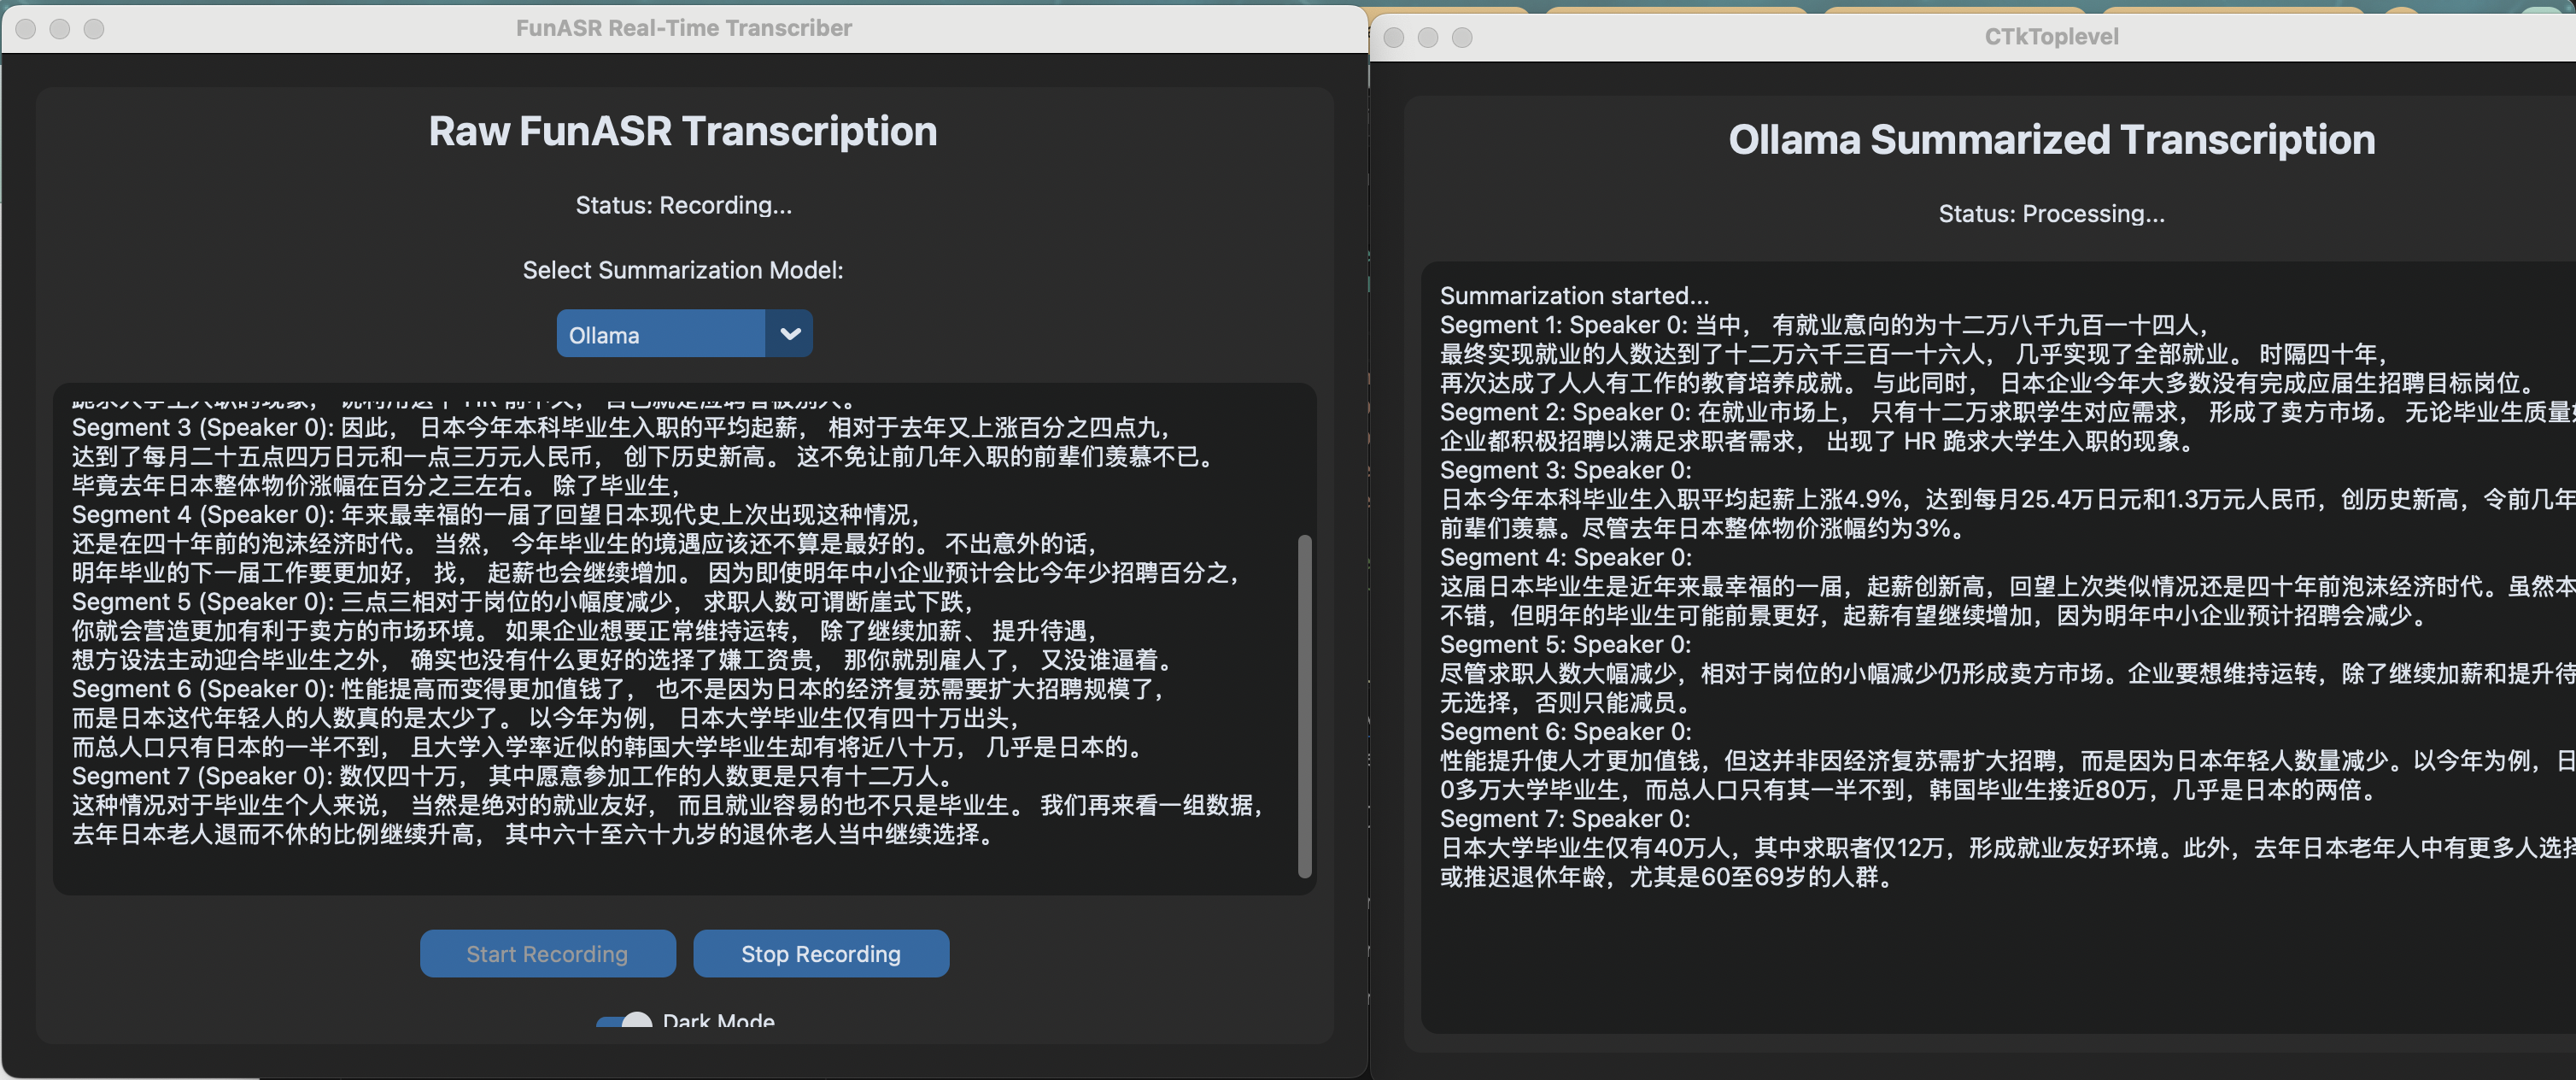 FunASR Real-Time Transcriber
Raw FunASR Transcription
Status: Recording...
Select Summarization Model:
Ollama
跪求大学生入职的现象， 说利用这个 HR 前不久， 自己就是应聘者被别人。
Segment 3 (Speaker 0): 因此， 日本今年本科毕业生入职的平均起薪， 相对于去年又上涨百分之四点九，
达到了每月二十五点四万日元和一点三万元人民币， 创下历史新高。 这不免让前几年入职的前辈们羡慕不已。
毕竟去年日本整体物价涨幅在百分之三左右。 除了毕业生，
Segment 4 (Speaker 0): 年来最幸福的一届了回望日本现代史上次出现这种情况，
还是在四十年前的泡沫经济时代。 当然， 今年毕业生的境遇应该还不算是最好的。 不出意外的话，
明年毕业的下一届工作要更加好， 找， 起薪也会继续增加。 因为即使明年中小企业预计会比今年少招聘百分之，
Segment 5 (Speaker 0): 三点三相对于岗位的小幅度减少， 求职人数可谓断崖式下跌，
你就会营造更加有利于卖方的市场环境。 如果企业想要正常维持运转， 除了继续加薪、 提升待遇，
想方设法主动迎合毕业生之外， 确实也没有什么更好的选择了嫌工资贵， 那你就别雇人了， 又没谁逼着。
Segment 6 (Speaker 0): 性能提高而变得更加值钱了， 也不是因为日本的经济复苏需要扩大招聘规模了，
而是日本这代年轻人的人数真的是太少了。 以今年为例， 日本大学毕业生仅有四十万出头，
而总人口只有日本的一半不到， 且大学入学率近似的韩国大学毕业生却有将近八十万， 几乎是日本的。
Segment 7 (Speaker 0): 数仅四十万， 其中愿意参加工作的人数更是只有十二万人。
这种情况对于毕业生个人来说， 当然是绝对的就业友好， 而且就业容易的也不只是毕业生。 我们再来看一组数据，
去年日本老人退而不休的比例继续升高， 其中六十至六十九岁的退休老人当中继续选择。
Start Recording
Stop Recording
Dark Mode
CTkToplevel
Ollama Summarized Transcription
Status: Processing...
Summarization started...
Segment 1: Speaker 0: 当中， 有就业意向的为十二万八千九百一十四人，
最终实现就业的人数达到了十二万六千三百一十六人， 几乎实现了全部就业。 时隔四十年，
再次达成了人人有工作的教育培养成就。 与此同时， 日本企业今年大多数没有完成应届生招聘目标岗位。
Segment 2: Speaker 0: 在就业市场上， 只有十二万求职学生对应需求， 形成了卖方市场。 无论毕业生质量
企业都积极招聘以满足求职者需求， 出现了 HR 跪求大学生入职的现象。
Segment 3: Speaker 0:
日本今年本科毕业生入职平均起薪上涨4.9%，达到每月25.4万日元和1.3万元人民币，创历史新高，令前几年
前辈们羡慕。尽管去年日本整体物价涨幅约为3%。
Segment 4: Speaker 0:
这届日本毕业生是近年来最幸福的一届，起薪创新高，回望上次类似情况还是四十年前泡沫经济时代。虽然本
不错，但明年的毕业生可能前景更好，起薪有望继续增加，因为明年中小企业预计招聘会减少。
Segment 5: Speaker 0:
尽管求职人数大幅减少，相对于岗位的小幅减少仍形成卖方市场。企业要想维持运转，除了继续加薪和提升待
无选择，否则只能减员。
Segment 6: Speaker 0:
性能提升使人才更加值钱，但这并非因经济复苏需扩大招聘，而是因为日本年轻人数量减少。以今年为例，日
0多万大学毕业生，而总人口只有其一半不到，韩国毕业生接近80万，几乎是日本的两倍。
Segment 7: Speaker 0:
日本大学毕业生仅有40万人，其中求职者仅12万，形成就业友好环境。此外，去年日本老年人中有更多人选择
或推迟退休年龄，尤其是60至69岁的人群。